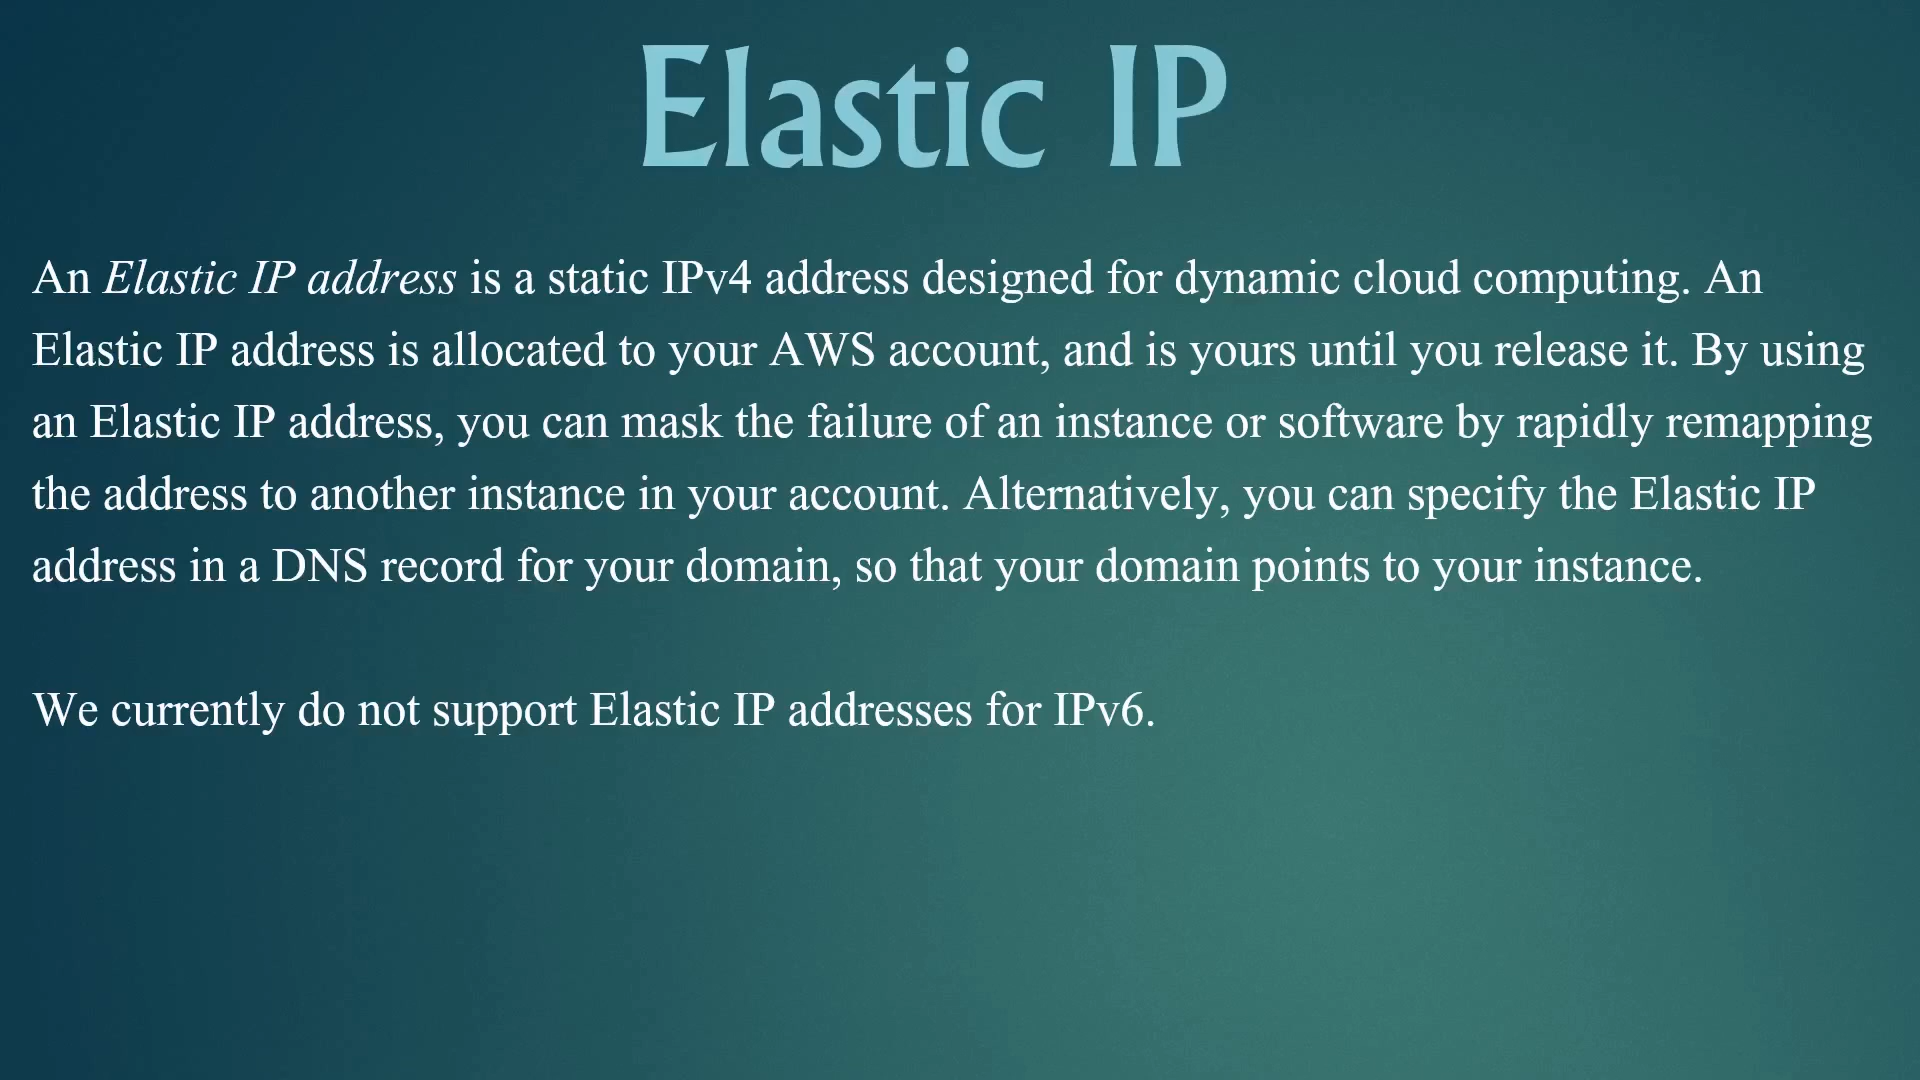 Elastic IP
An Elastic IP address is a static IPv4 address designed for dynamic cloud computing. An
Elastic IP address is allocated to your AWS account, and is yours until you release it. By using
an Elastic IP address, you can mask the failure of an instance or software by rapidly remapping
the address to another instance in your account. Alternatively, you can specify the Elastic IP
address in a DNS record for your domain, so that your domain points to your instance.
We currently do not support Elastic IP addresses for IPv6.